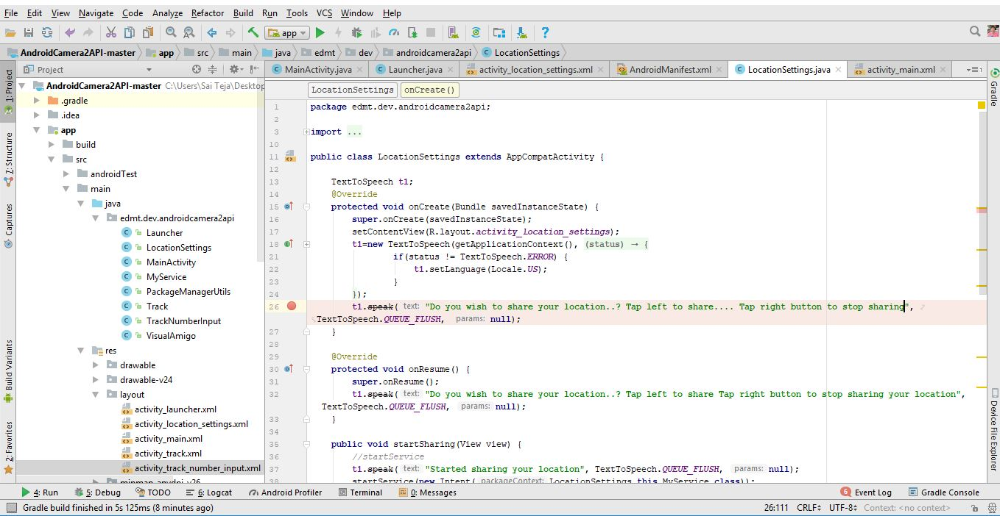 File Edit View Navigate Code Analyze Refactor Build Run Tools VCS Window Help
app
AndroidCamera2API-master app src main java edmt dev androidcamera2api LocationSettings
Project
MainActivity.java Launcher.java activity_location_settings.xml AndroidManifest.xml LocationSettings.java activity_main.xml
1: Project
7: Structure
Captures
Build Variants
2: Favorites
AndroidCamera2API-master C:\Users\Sai Teja\Desktop
.gradle
.idea
app
build
src
androidTest
main
java
edmt.dev.androidcamera2api
Launcher
LocationSettings
MainActivity
MyService
PackageManagerUtils
Track
TrackNumberInput
VisualAmigo
res
drawable
drawable-v24
layout
activity_launcher.xml
activity_location_settings.xml
activity_main.xml
activity_track.xml
activity_track_number_input.xml
LocationSettings onCreate()
1 package edmt.dev.androidcamera2api;
2
3 import ...
10
11 public class LocationSettings extends AppCompatActivity {
12
13 TextToSpeech t1;
14 @Override
15 protected void onCreate(Bundle savedInstanceState) {
16 super.onCreate(savedInstanceState);
17 setContentView(R.layout.activity_location_settings);
18 t1=new TextToSpeech(getApplicationContext(), (status) → {
21 if(status != TextToSpeech.ERROR) {
22 t1.setLanguage(Locale.US);
23 }
24 });
26 t1.speak( text: "Do you wish to share your location..? Tap left to share.... Tap right button to stop sharing",
TextToSpeech.QUEUE_FLUSH, params: null);
27 }
28
29 @Override
30 protected void onResume() {
31 super.onResume();
32 t1.speak( text: "Do you wish to share your location..? Tap left to share Tap right button to stop sharing your location",
TextToSpeech.QUEUE_FLUSH, params: null);
33 }
34
35 public void startSharing(View view) {
36 //startService
37 t1.speak( text: "Started sharing your location", TextToSpeech.QUEUE_FLUSH, params: null);
38 startService(new Intent( packageContext: LocationSettings.this,MyService.class));
Gradle
Device File Explorer
4: Run 5: Debug TODO 6: Logcat Android Profiler Terminal 0: Messages 6 Event Log Gradle Console
Gradle build finished in 5s 125ms (8 minutes ago) 26:111 CRLF UTF-8 Context: <no context>